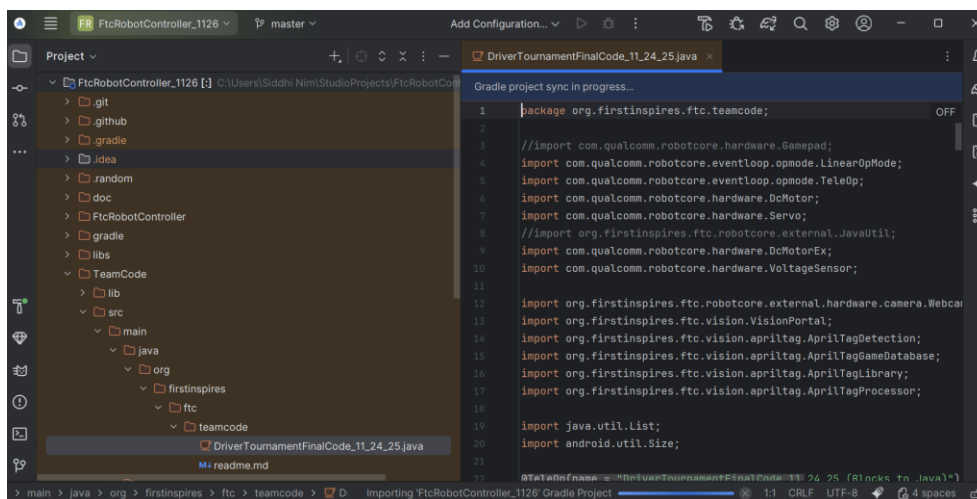 FR FtcRobotController_1126 master Add Configuration...
Project
DriverTournamentFinalCode_11_24_25.java
FtcRobotController_1126 [:] C:\Users\Siddhi Nim\StudioProjects\FtcRobotCont
Gradle project sync in progress...
.git
.github
.gradle
.idea
.random
doc
FtcRobotController
gradle
libs
TeamCode
lib
src
main
java
org
firstinspires
ftc
teamcode
DriverTournamentFinalCode_11_24_25.java
M↓ readme.md
OFF
1 package org.firstinspires.ftc.teamcode;
2
3 //import com.qualcomm.robotcore.hardware.Gamepad;
4 import com.qualcomm.robotcore.eventloop.opmode.LinearOpMode;
5 import com.qualcomm.robotcore.eventloop.opmode.TeleOp;
6 import com.qualcomm.robotcore.hardware.DcMotor;
7 import com.qualcomm.robotcore.hardware.Servo;
8 //import org.firstinspires.ftc.robotcore.external.JavaUtil;
9 import com.qualcomm.robotcore.hardware.DcMotorEx;
10 import com.qualcomm.robotcore.hardware.VoltageSensor;
11
12 import org.firstinspires.ftc.robotcore.external.hardware.camera.Webcam
13 import org.firstinspires.ftc.vision.VisionPortal;
14 import org.firstinspires.ftc.vision.apriltag.AprilTagDetection;
15 import org.firstinspires.ftc.vision.apriltag.AprilTagGameDatabase;
16 import org.firstinspires.ftc.vision.apriltag.AprilTagLibrary;
17 import org.firstinspires.ftc.vision.apriltag.AprilTagProcessor;
18
19 import java.util.List;
20 import android.util.Size;
21
22 @TeleOp(name = "DriverTournamentFinalCode_11_24_25 (Blocks to Java)")
main > java > org > firstinspires > ftc > teamcode > D Importing 'FtcRobotController_1126' Gradle Project 1:1 CRLF UTF-8 4 spaces